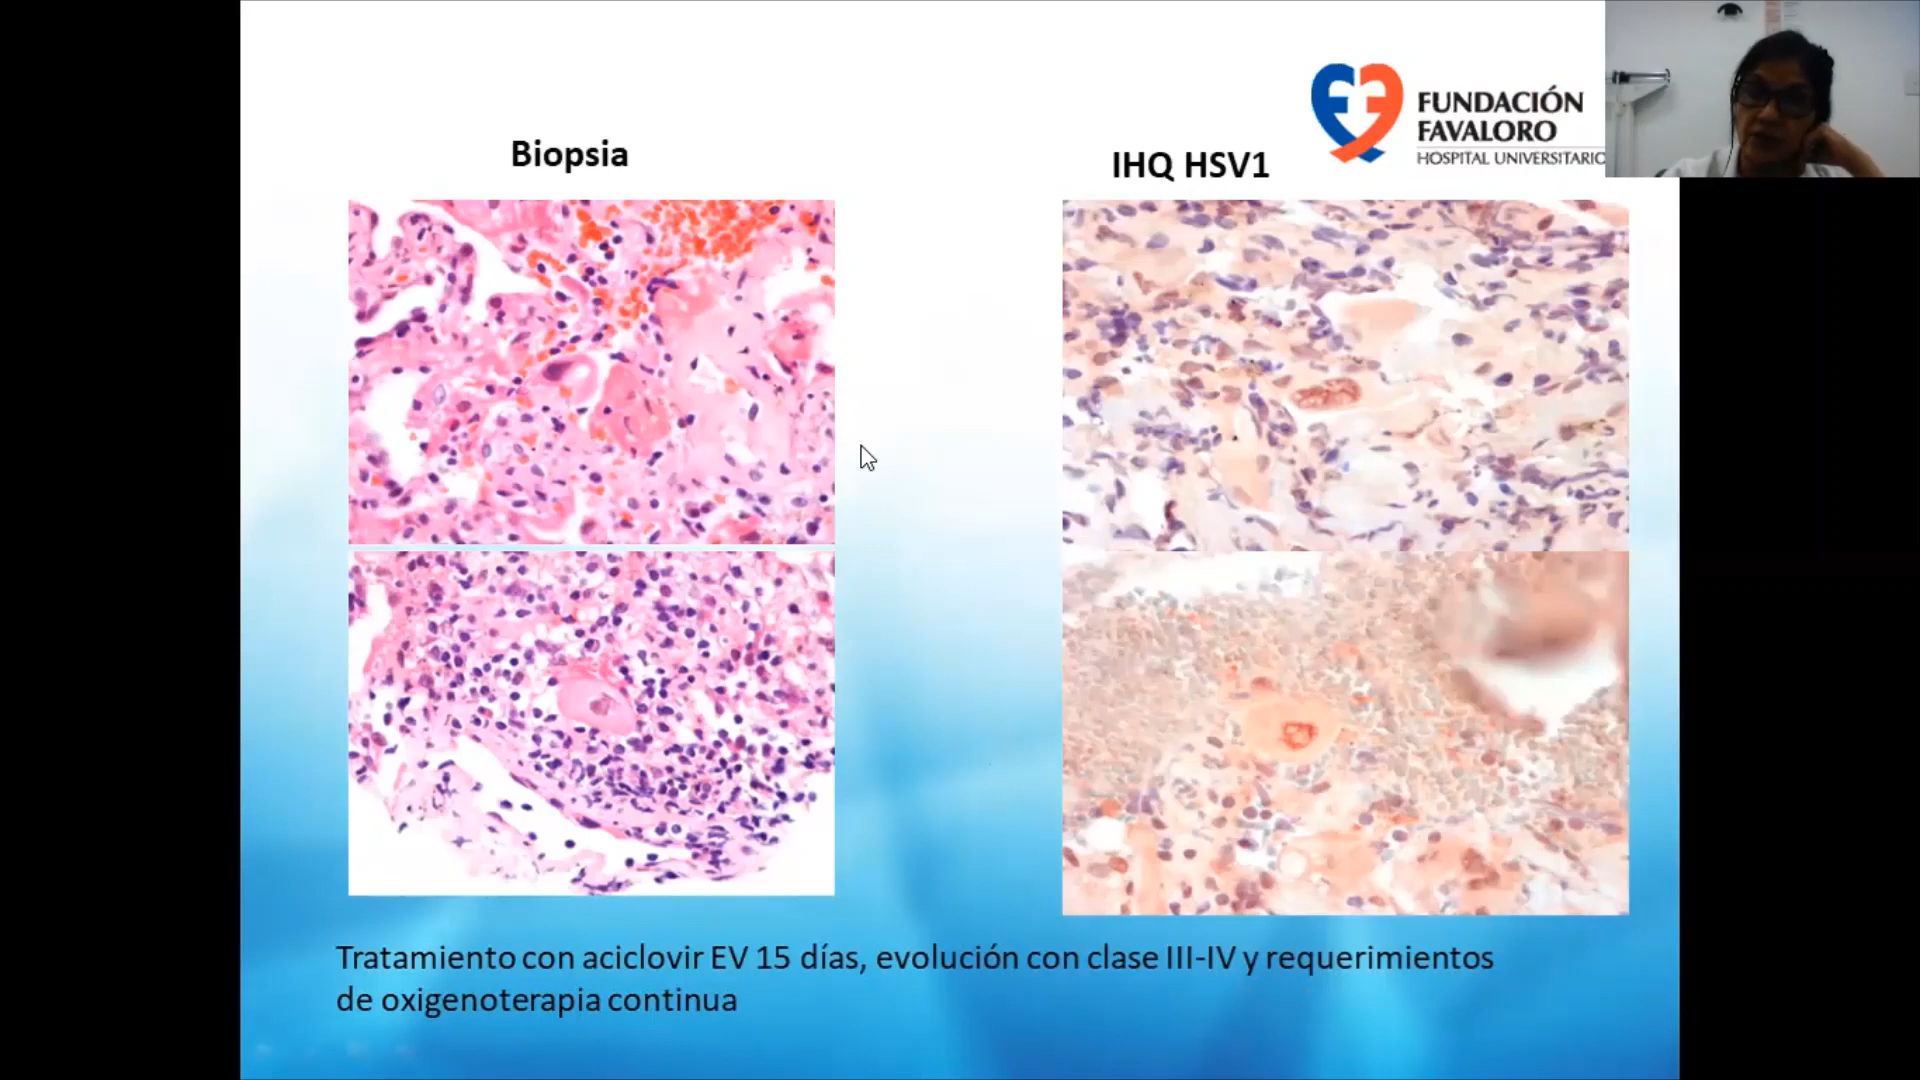 FUNDACIÓN
FAVALORO
HOSPITAL UNIVERSITARIO
Biopsia
IHQ HSV1
Tratamiento con aciclovir EV 15 días, evolución con clase III-IV y requerimientos
de oxigenoterapia continua